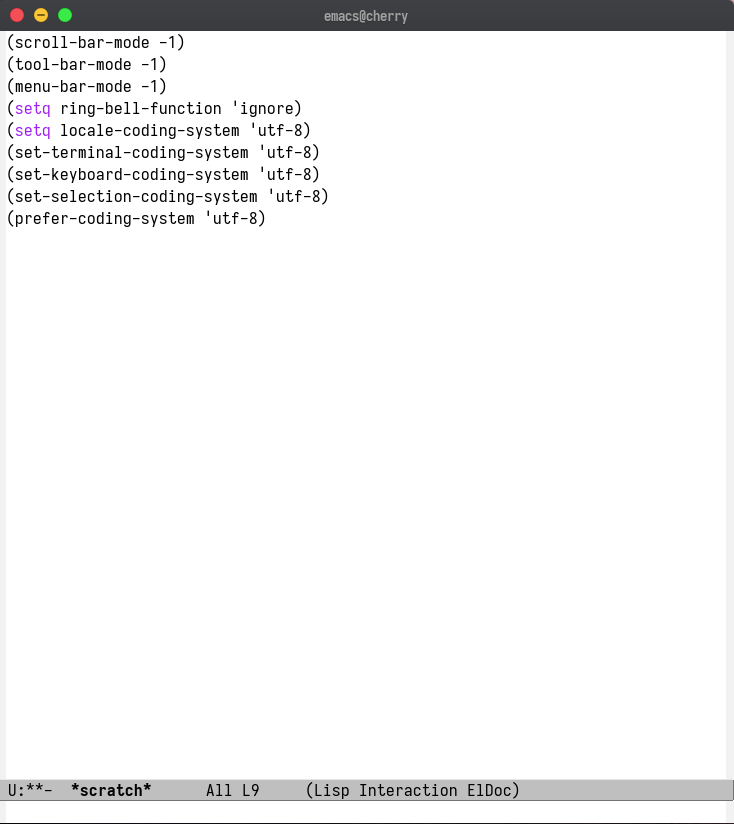 emacs@cherry
(scroll-bar-mode -1)
(tool-bar-mode -1)
(menu-bar-mode -1)
(setq ring-bell-function 'ignore)
(setq locale-coding-system 'utf-8)
(set-terminal-coding-system 'utf-8)
(set-keyboard-coding-system 'utf-8)
(set-selection-coding-system 'utf-8)
(prefer-coding-system 'utf-8)
U:**-  *scratch*      All L9     (Lisp Interaction ElDoc)